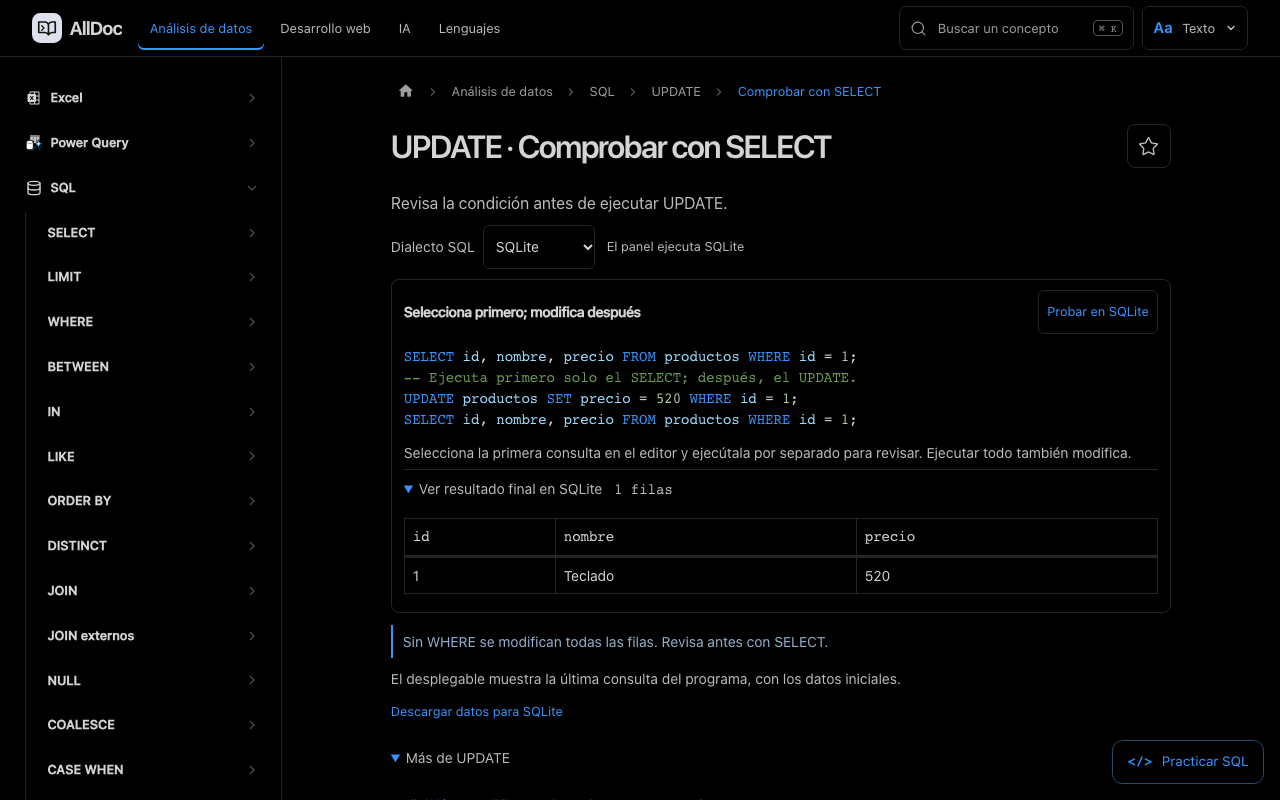 AllDoc
Análisis de datos
Desarrollo web
IA
Lenguajes
Buscar un concepto
⌘ K
Aa Texto
Excel
Power Query
SQL
SELECT
LIMIT
WHERE
BETWEEN
IN
LIKE
ORDER BY
DISTINCT
JOIN
JOIN externos
NULL
COALESCE
CASE WHEN
Análisis de datos > SQL > UPDATE > Comprobar con SELECT
UPDATE · Comprobar con SELECT
Revisa la condición antes de ejecutar UPDATE.
Dialecto SQL SQLite El panel ejecuta SQLite
Selecciona primero; modifica después
Probar en SQLite
SELECT id, nombre, precio FROM productos WHERE id = 1;
-- Ejecuta primero solo el SELECT; después, el UPDATE.
UPDATE productos SET precio = 520 WHERE id = 1;
SELECT id, nombre, precio FROM productos WHERE id = 1;
Selecciona la primera consulta en el editor y ejecútala por separado para revisar. Ejecutar todo también modifica.
Ver resultado final en SQLite 1 filas
id nombre precio
1 Teclado 520
Sin WHERE se modifican todas las filas. Revisa antes con SELECT.
El desplegable muestra la última consulta del programa, con los datos iniciales.
Descargar datos para SQLite
Más de UPDATE
</> Practicar SQL